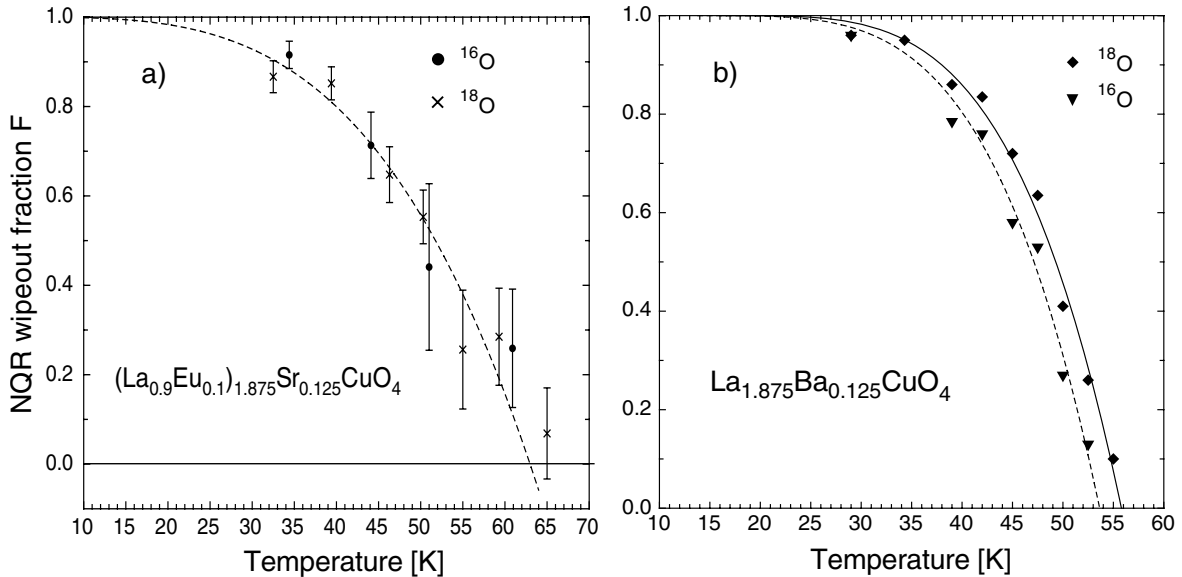 NQR wipeout fraction F
1.0
0.8
0.6
0.4
0.2
0.0
a)
¹⁶O
¹⁸O
(La₀.₉Eu₀.₁)₁.₈₇₅Sr₀.₁₂₅CuO₄
10 15 20 25 30 35 40 45 50 55 60 65 70
Temperature [K]
1.0
0.8
0.6
0.4
0.2
0.0
b)
¹⁸O
¹⁶O
La₁.₈₇₅Ba₀.₁₂₅CuO₄
10 15 20 25 30 35 40 45 50 55 60
Temperature [K]